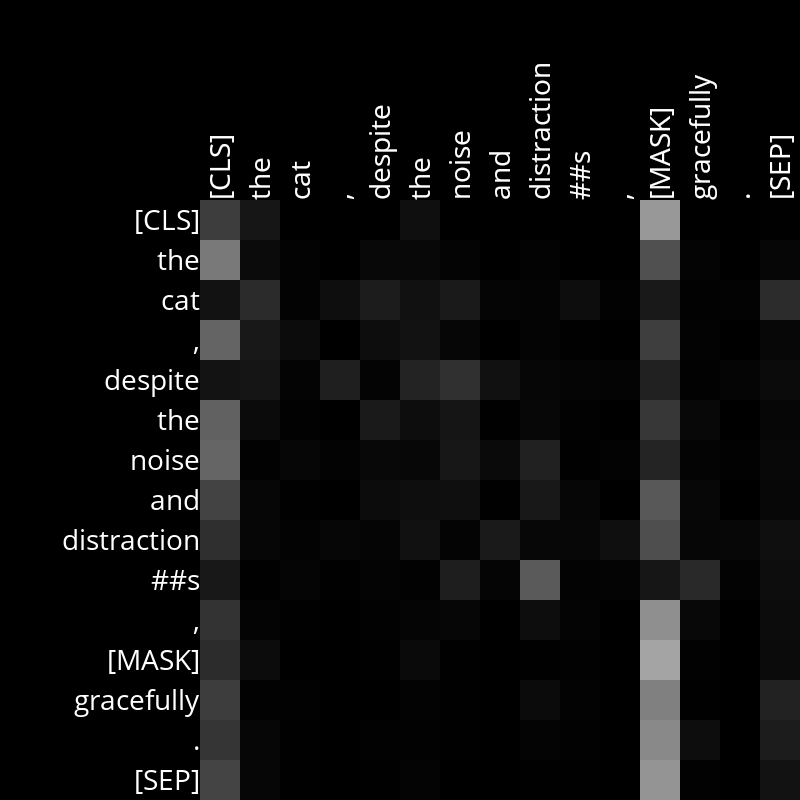 [CLS] the cat , despite the noise and distraction ##s , [MASK] gracefully . [SEP]
[CLS]
the
cat
,
despite
the
noise
and
distraction
##s
,
[MASK]
gracefully
.
[SEP]